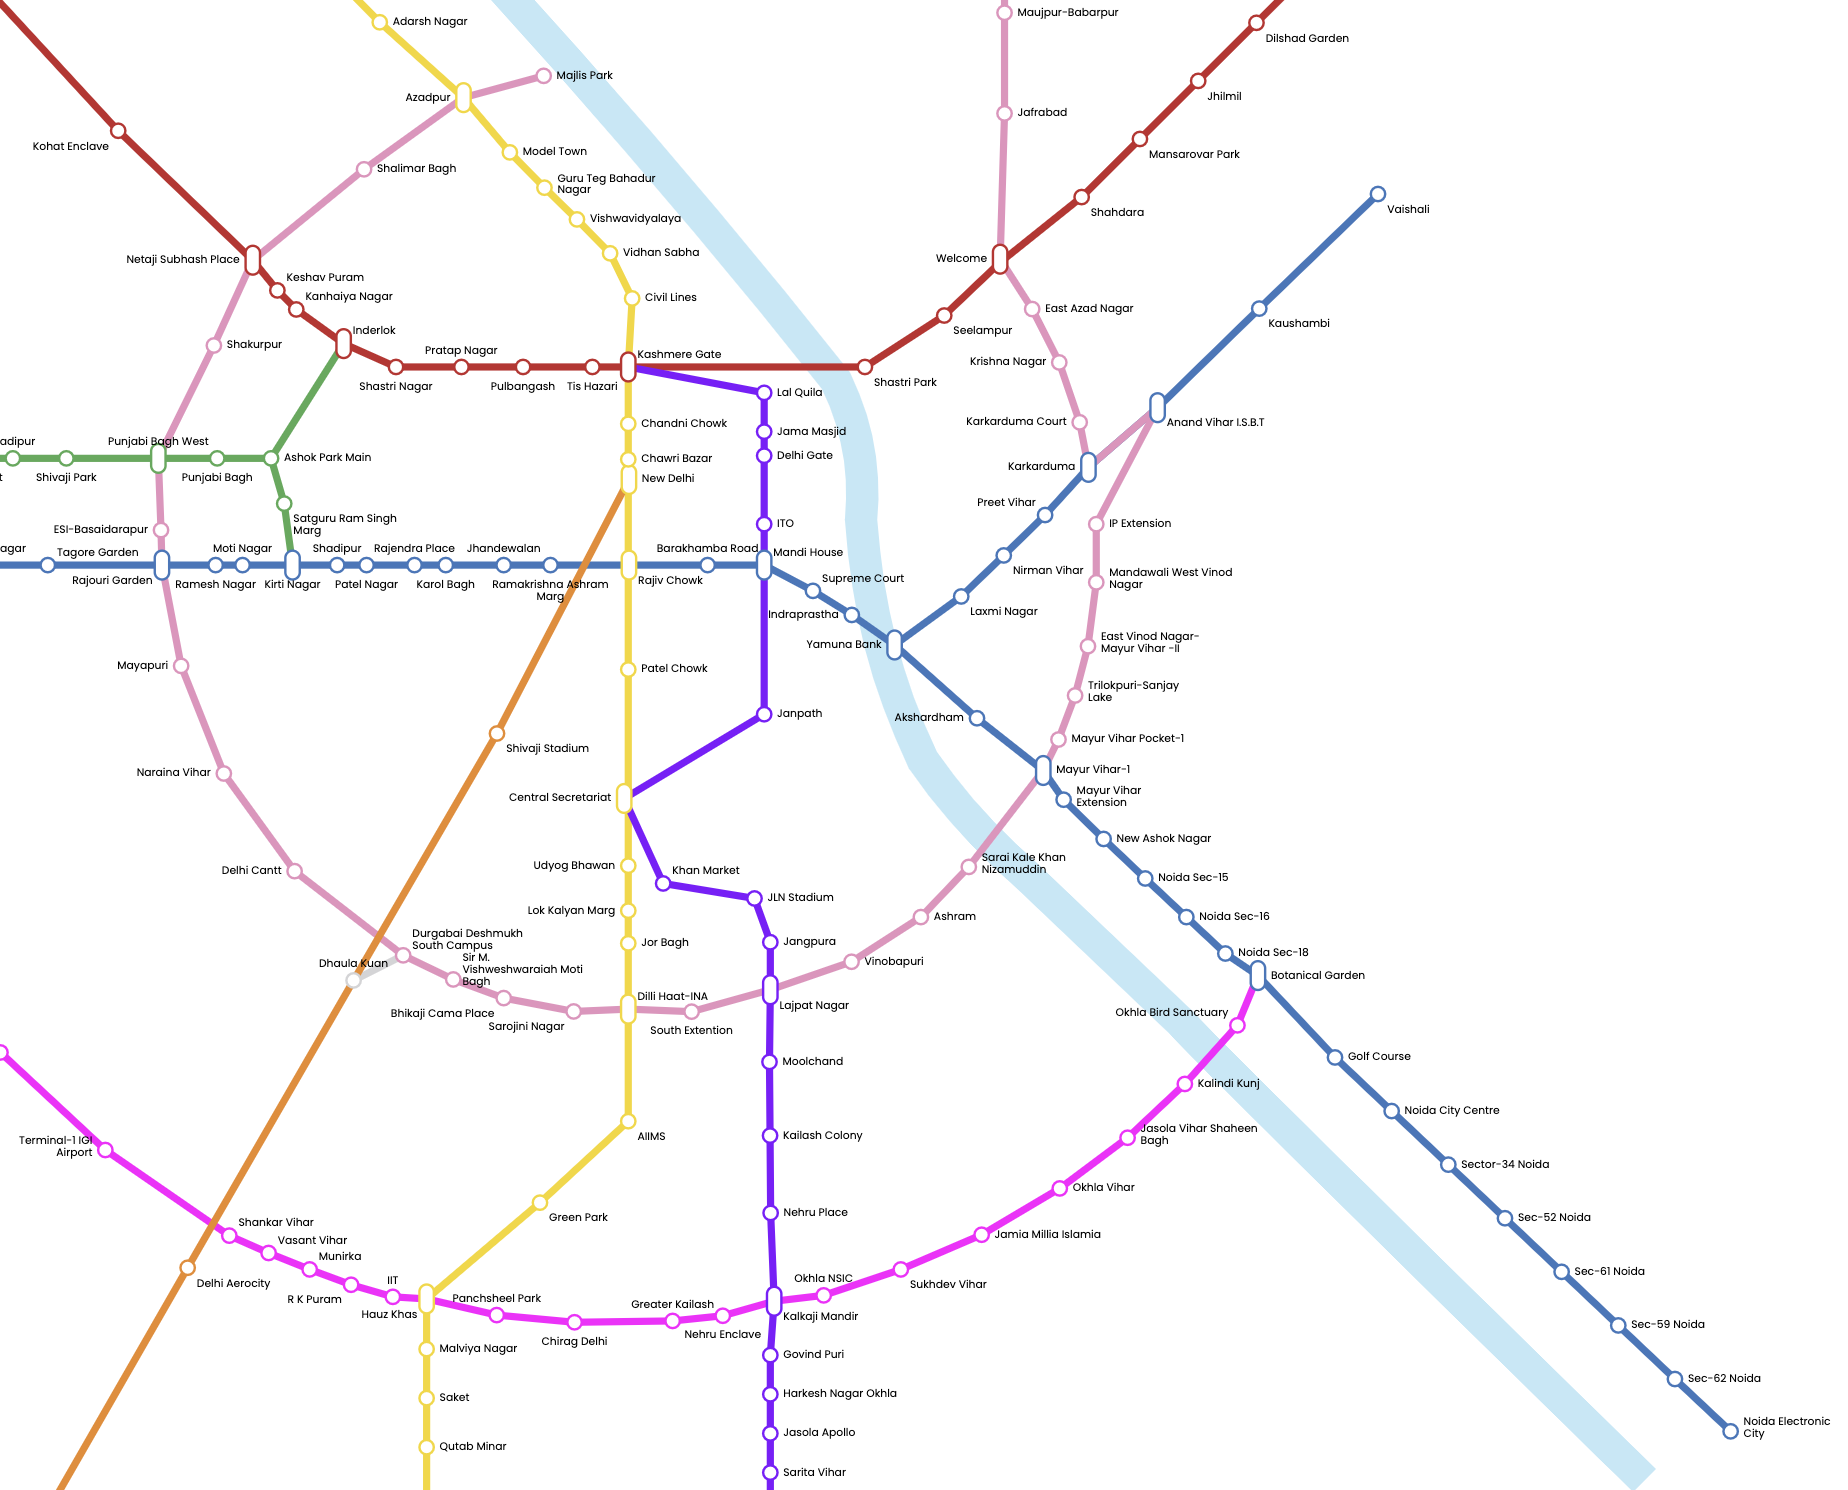 Maujpur-Babarpur
Adarsh Nagar
Dilshad Garden
Majlis Park
Azadpur
Jhilmil
Jafrabad
Kohat Enclave
Model Town
Mansarovar Park
Shalimar Bagh
Guru Teg Bahadur
Nagar
Vishwavidyalaya
Shahdara
Vaishali
Vidhan Sabha
Netaji Subhash Place
Welcome
Keshav Puram
Kanhaiya Nagar
Civil Lines
East Azad Nagar
Kaushambi
Inderlok
Seelampur
Shakurpur
Pratap Nagar
Kashmere Gate
Krishna Nagar
Shastri Nagar
Pulbangash
Tis Hazari
Shastri Park
Lal Quila
Chandni Chowk
Karkarduma Court
Anand Vihar I.S.B.T
Jama Masjid
adipur
Punjabi Bagh West
Ashok Park Main
Chawri Bazar
Delhi Gate
Karkarduma
t
Shivaji Park
Punjabi Bagh
New Delhi
Preet Vihar
Satguru Ram Singh
Marg
ESI-Basaidarapur
ITO
IP Extension
agar
Tagore Garden
Moti Nagar
Shadipur
Rajendra Place
Jhandewalan
Barakhamba Road
Mandi House
Nirman Vihar
Mandawali West Vinod
Nagar
Rajouri Garden
Ramesh Nagar
Kirti Nagar
Patel Nagar
Karol Bagh
Ramakrishna Ashram
Marg
Rajiv Chowk
Supreme Court
Laxmi Nagar
Indraprastha
Yamuna Bank
East Vinod Nagar-
Mayur Vihar -II
Mayapuri
Patel Chowk
Trilokpuri-Sanjay
Lake
Janpath
Akshardham
Mayur Vihar Pocket-1
Shivaji Stadium
Naraina Vihar
Mayur Vihar-1
Central Secretariat
Mayur Vihar
Extension
New Ashok Nagar
Udyog Bhawan
Sarai Kale Khan
Nizamuddin
Delhi Cantt
Khan Market
Noida Sec-15
JLN Stadium
Lok Kalyan Marg
Ashram
Noida Sec-16
Durgabai Deshmukh
South Campus
Jor Bagh
Jangpura
Noida Sec-18
Dhaula Kuan
Sir M.
Vishweshwaraiah Moti
Bagh
Vinobapuri
Botanical Garden
Dilli Haat-INA
Lajpat Nagar
Bhikaji Cama Place
Sarojini Nagar
South Extention
Okhla Bird Sanctuary
Golf Course
Moolchand
Kalindi Kunj
Noida City Centre
Terminal-1 IGI
Airport
AIIMS
Kailash Colony
Jasola Vihar Shaheen
Bagh
Sector-34 Noida
Okhla Vihar
Green Park
Nehru Place
Sec-52 Noida
Shankar Vihar
Vasant Vihar
Jamia Millia Islamia
Munirka
Sec-61 Noida
Delhi Aerocity
IIT
Okhla NSIC
Sukhdev Vihar
R K Puram
Panchsheel Park
Greater Kailash
Hauz Khas
Kalkaji Mandir
Sec-59 Noida
Chirag Delhi
Nehru Enclave
Malviya Nagar
Govind Puri
Sec-62 Noida
Saket
Harkesh Nagar Okhla
Noida Electronic
City
Jasola Apollo
Qutab Minar
Sarita Vihar